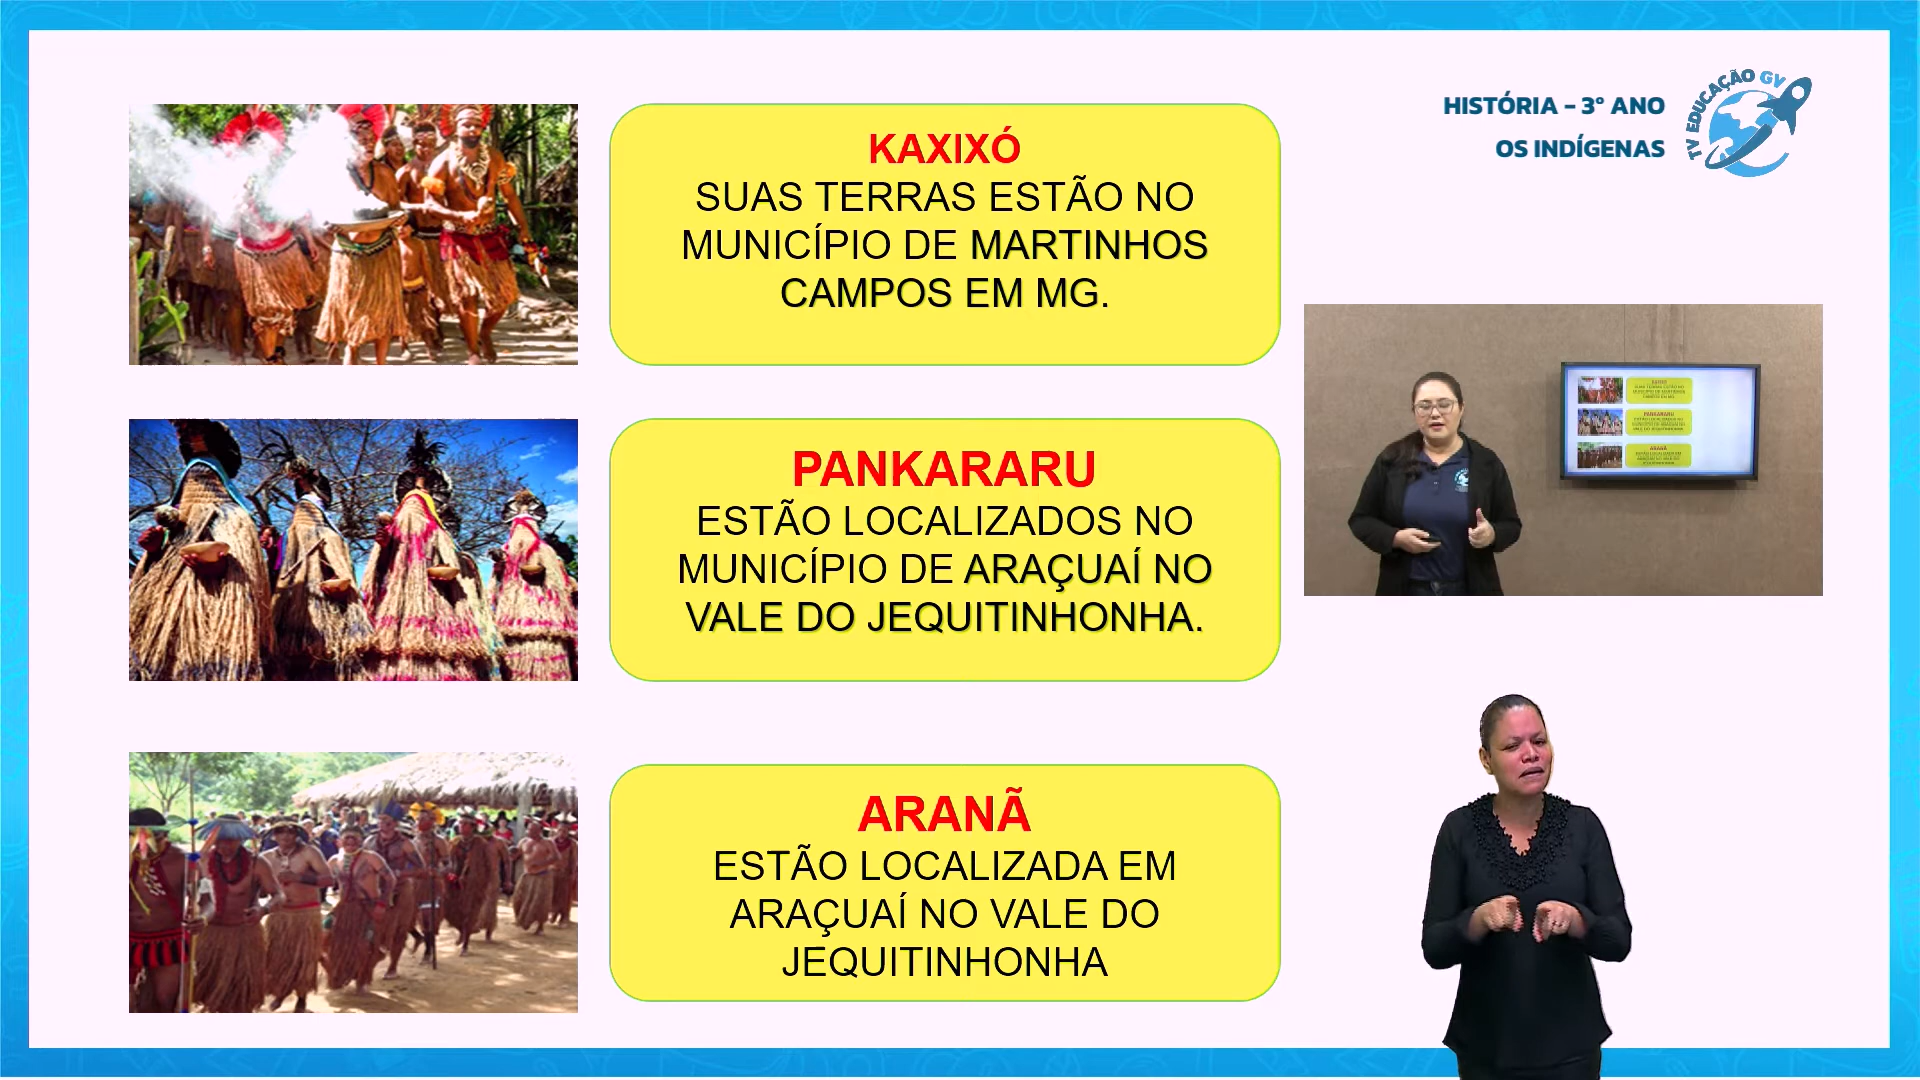 HISTÓRIA - 3º ANO
OS INDÍGENAS
TV EDUCAÇÃO GV
KAXIXÓ
SUAS TERRAS ESTÃO NO
MUNICÍPIO DE MARTINHOS
CAMPOS EM MG.
PANKARARU
ESTÃO LOCALIZADOS NO
MUNICÍPIO DE ARAÇUAÍ NO
VALE DO JEQUITINHONHA.
ARANÃ
ESTÃO LOCALIZADA EM
ARAÇUAÍ NO VALE DO
JEQUITINHONHA